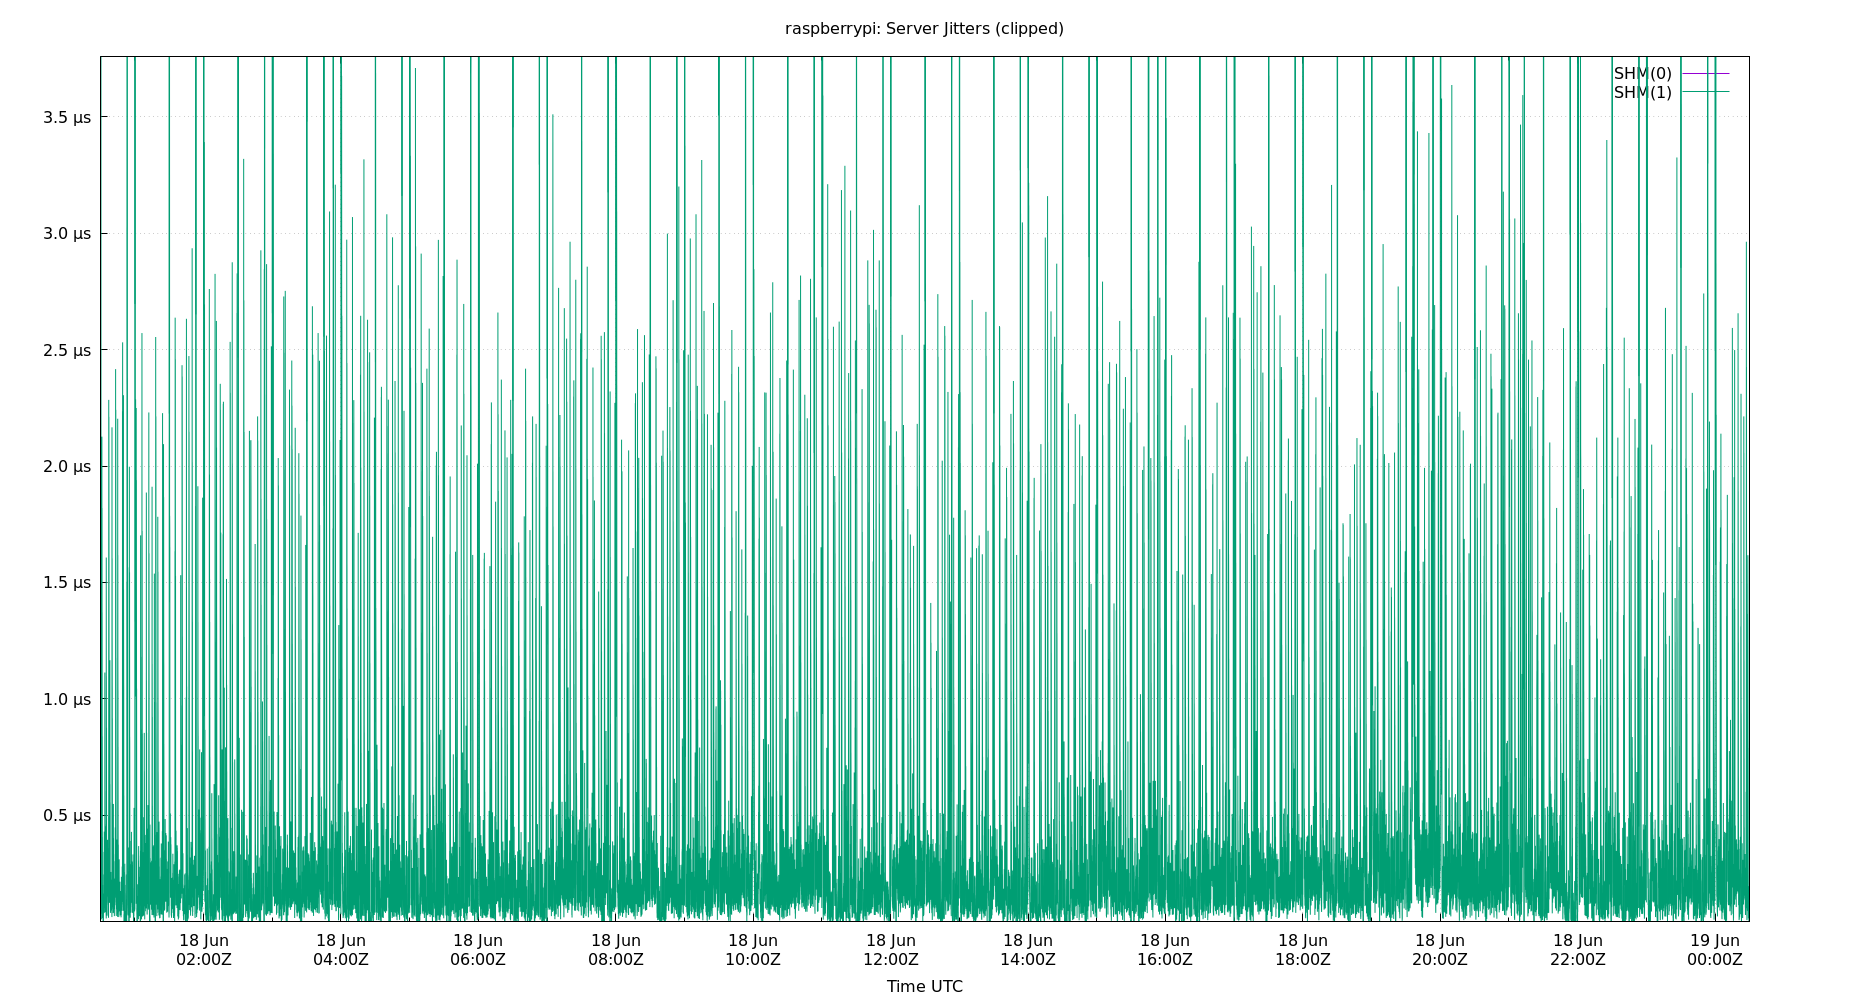 raspberrypi: Server Jitters (clipped)
SHM(0)
SHM(1)
3.5 μs
3.0 μs
2.5 μs
2.0 μs
1.5 μs
1.0 μs
0.5 μs
18 Jun 18 Jun 18 Jun 18 Jun 18 Jun 18 Jun 18 Jun 18 Jun 18 Jun 18 Jun 18 Jun 19 Jun
02:00Z 04:00Z 06:00Z 08:00Z 10:00Z 12:00Z 14:00Z 16:00Z 18:00Z 20:00Z 22:00Z 00:00Z
Time UTC